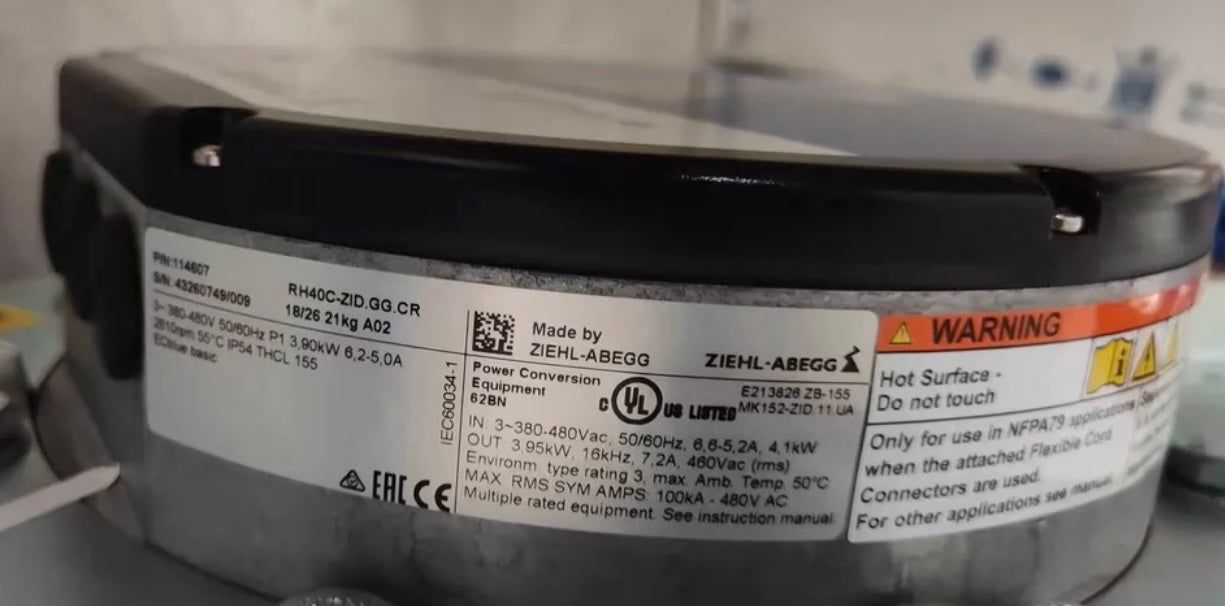 P/N:114607
S/N: 43260749/009
RH40C-ZID.GG.CR
18/26 21kg A02
3~ 380-480V 50/60Hz P1 3,90kW 6,2-5,0A
2810rpm 55°C IP54 THCL 155
ECblue basic
IEC60034-1
EAC CE
Made by
ZIEHL-ABEGG
ZIEHL-ABEGG
Power Conversion
Equipment
62BN
C UL US LISTED
E213826 ZB-155
MK152-ZID.11.UA
IN: 3~380-480Vac, 50/60Hz, 6,6-5,2A, 4,1kW
OUT: 3,95kW, 16kHz, 7,2A, 460Vac (rms)
Environm. type rating 3, max. Amb. Temp. 50°C
MAX. RMS SYM AMPS: 100kA - 480V AC
Multiple rated equipment. See instruction manual.
WARNING
Hot Surface -
Do not touch
Only for use in NFPA79 applications
when the attached Flexible Cord
Connectors are used.
For other applications see manual.